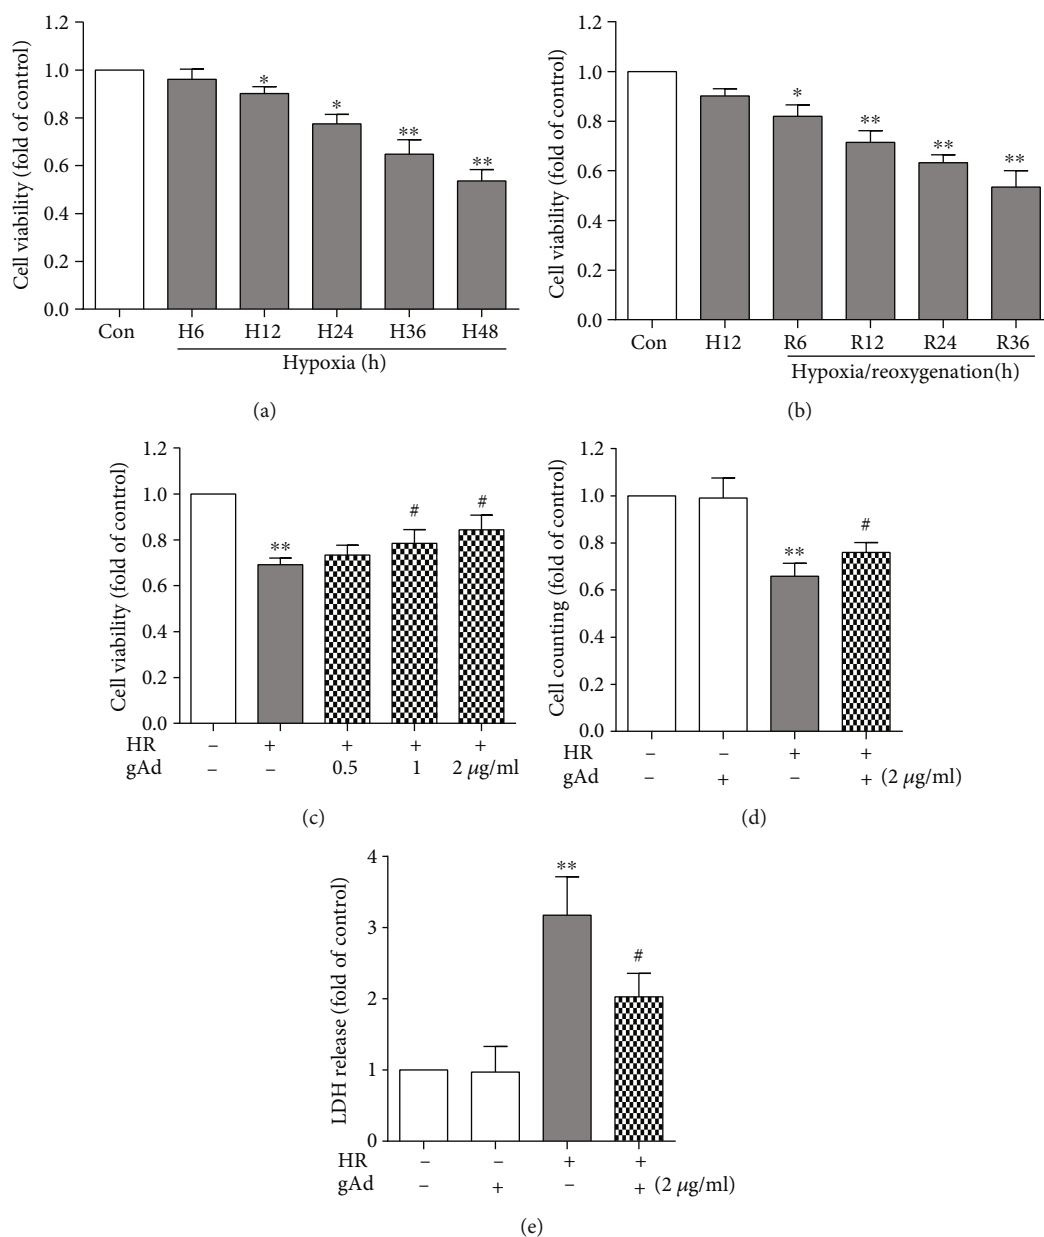 Cell viability (fold of control)
1.2
1.0
0.8
0.6
0.4
0.2
0.0
*
*
**
**
Con H6 H12 H24 H36 H48
Hypoxia (h)
(a)
Cell viability (fold of control)
1.2
1.0
0.8
0.6
0.4
0.2
0.0
*
**
**
**
Con H12 R6 R12 R24 R36
Hypoxia/reoxygenation(h)
(b)
Cell viability (fold of control)
1.2
1.0
0.8
0.6
0.4
0.2
0.0
**
#
#
HR – + + + +
gAd – – 0.5 1 2 μg/ml
(c)
Cell counting (fold of control)
1.2
1.0
0.8
0.6
0.4
0.2
0.0
**
#
HR – – + +
gAd – + – + (2 μg/ml)
(d)
LDH release (fold of control)
4
3
2
1
0
**
#
HR – – + +
gAd – + – + (2 μg/ml)
(e)